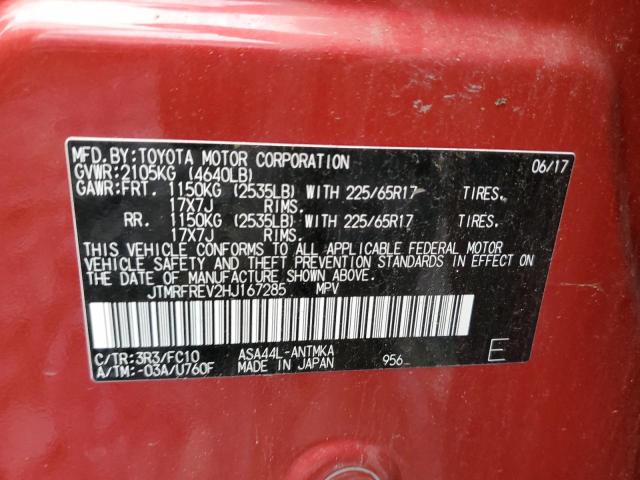 MFD.BY:TOYOTA MOTOR CORPORATION 06/17
GVWR:2105KG (4640LB)
GAWR:FRT. 1150KG (2535LB) WITH 225/65R17 TIRES.
17X7J RIMS.
RR. 1150KG (2535LB) WITH 225/65R17 TIRES.
17X7J RIMS.
THIS VEHICLE CONFORMS TO ALL APPLICABLE FEDERAL MOTOR
VEHICLE SAFETY AND THEFT PREVENTION STANDARDS IN EFFECT ON
THE DATE OF MANUFACTURE SHOWN ABOVE.
JTMRFREV2HJ167285 MPV
C/TR:3R3/FC10 ASA44L-ANTMKA 956 E
A/TM:-03A/U760F MADE IN JAPAN